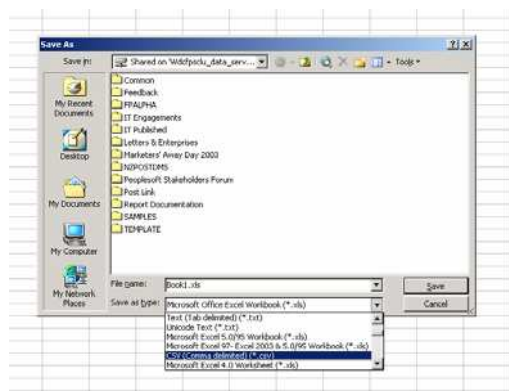 Save As
Save in:
Shared on 'Wddfpsclu_data_serv...
Tools
My Recent Documents
Desktop
My Documents
My Computer
My Network Places
Common
Feedback
FPALPHA
IT Engagements
IT Published
Letters & Enterprises
Marketers' Away Day 2003
NZPOSTDMS
Peoplesoft Stakeholders Forum
Post Link
Report Documentation
SAMPLES
TEMPLATE
File name:
Book1.xls
Save
Save as type:
Microsoft Office Excel Workbook (*.xls)
Cancel
Text (Tab delimited) (*.txt)
Unicode Text (*.txt)
Microsoft Excel 5.0/95 Workbook (*.xls)
Microsoft Excel 97- Excel 2003 & 5.0/95 Workbook (*.xls)
CSV (Comma delimited) (*.csv)
Microsoft Excel 4.0 Worksheet (*.xls)